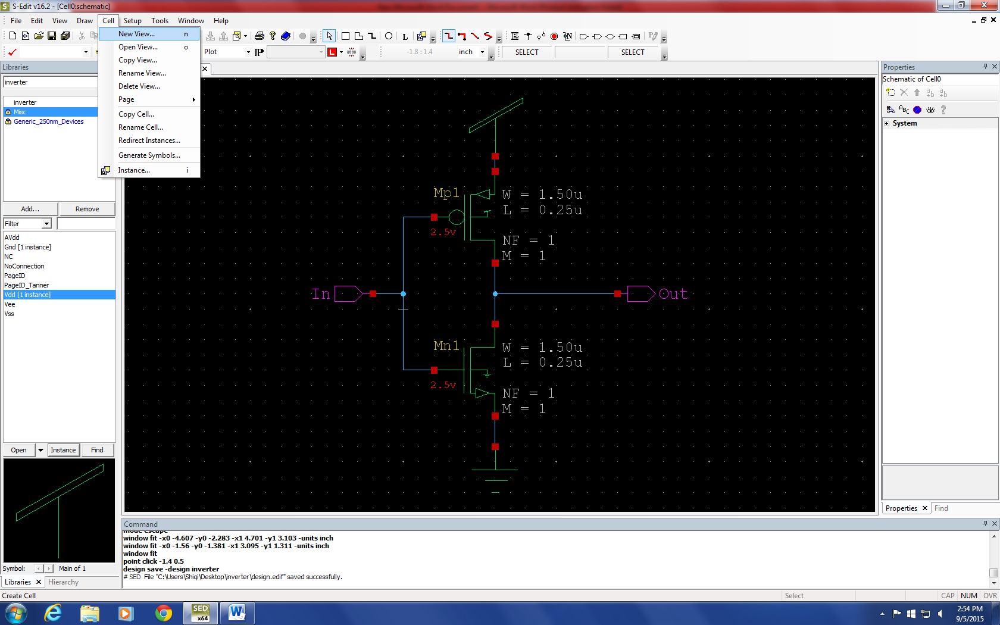 S-Edit v16.2 - [Cell0:schematic]
File Edit View Draw Cell Setup Tools Window Help
New View... n
Open View... o
Copy View...
Rename View...
Delete View...
Page
Copy Cell...
Rename Cell...
Redirect Instances...
Generate Symbols...
Instance... i
Plot
IP
L
-1.8 : 1.4
inch
SELECT
SELECT
Libraries
inverter
inverter
Misc
Generic_250nm_Devices
Add...
Remove
Filter
AVdd
Gnd [1 instance]
NC
NoConnection
PageID
PageID_Tanner
Vdd [1 instance]
Vee
Vss
Open
Instance
Find
Symbol:
Main of 1
Libraries
Hierarchy
Mp1
W = 1.50u
L = 0.25u
2.5v
NF = 1
M = 1
In
Out
Mn1
W = 1.50u
L = 0.25u
2.5v
NF = 1
M = 1
Properties
Schematic of Cell0
System
Properties
Find
Command
mode escape
window fit -x0 -4.607 -y0 -2.283 -x1 4.701 -y1 3.103 -units inch
window fit -x0 -1.56 -y0 -1.381 -x1 3.095 -y1 1.311 -units inch
window fit
point click -1.4 0.5
design save -design inverter
# SED File "C:\Users\Shiqi\Desktop\inverter\design.edif" saved successfully.
Create Cell
Select
CAP NUM OVR
SED
x64
2:54 PM
9/5/2015